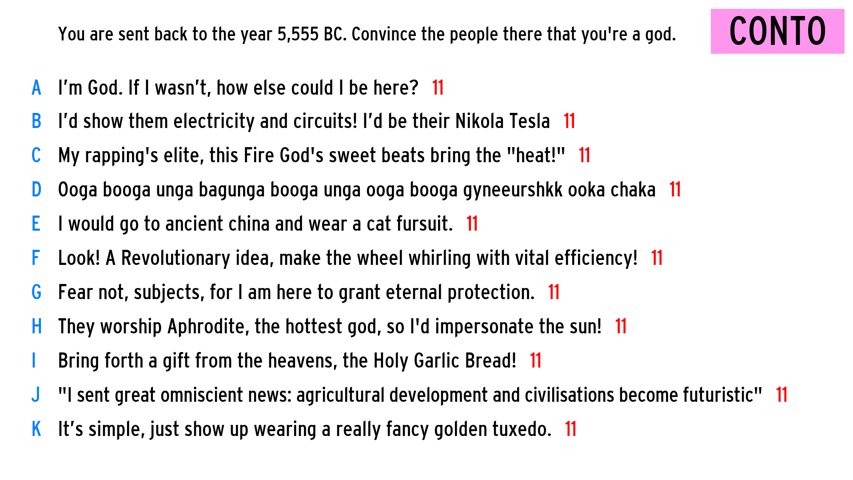 You are sent back to the year 5,555 BC. Convince the people there that you're a god.
CONTO
A I'm God. If I wasn’t, how else could I be here? 11
B I’d show them electricity and circuits! I’d be their Nikola Tesla 11
C My rapping's elite, this Fire God's sweet beats bring the "heat!" 11
D Ooga booga unga bagunga booga unga ooga booga gyneeurshkk ooka chaka 11
E I would go to ancient china and wear a cat fursuit. 11
F Look! A Revolutionary idea, make the wheel whirling with vital efficiency! 11
G Fear not, subjects, for I am here to grant eternal protection. 11
H They worship Aphrodite, the hottest god, so I'd impersonate the sun! 11
I Bring forth a gift from the heavens, the Holy Garlic Bread! 11
J "I sent great omniscient news: agricultural development and civilisations become futuristic" 11
K It’s simple, just show up wearing a really fancy golden tuxedo. 11